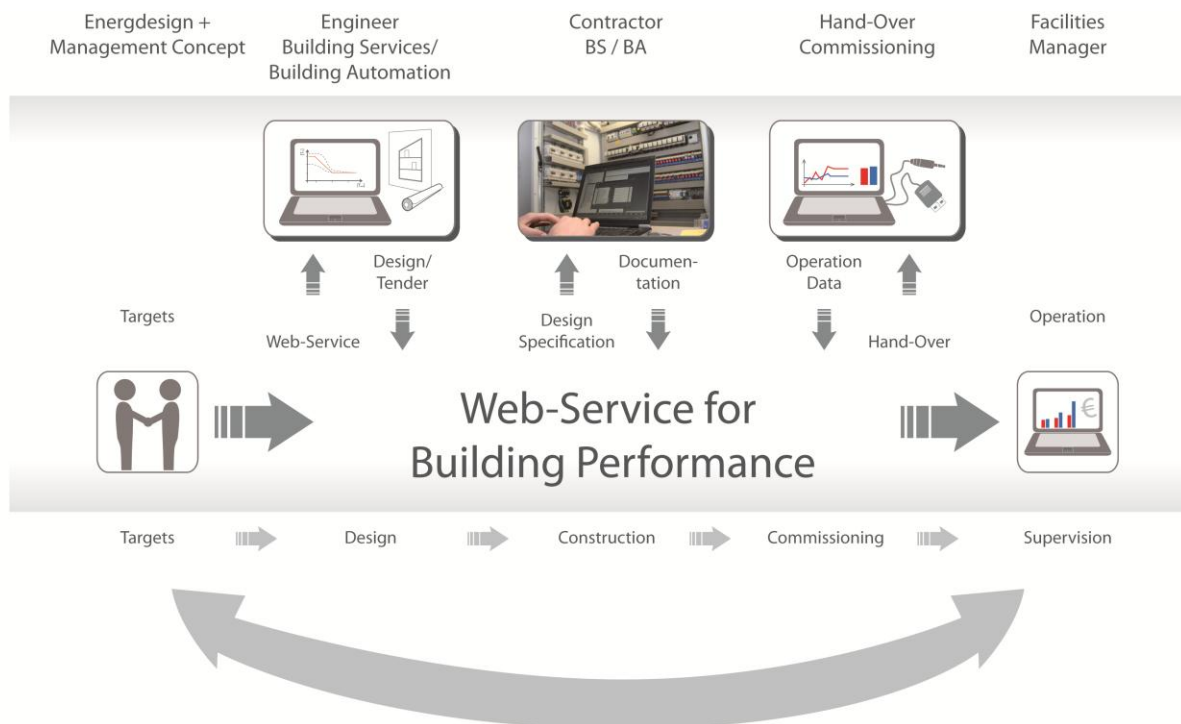 Energdesign +
Management Concept
Engineer
Building Services/
Building Automation
Contractor
BS / BA
Hand-Over
Commissioning
Facilities
Manager
Design/
Tender
Documen-
tation
Operation
Data
Targets
Web-Service
Design
Specification
Hand-Over
Operation
€
Web-Service for
Building Performance
Targets
Design
Construction
Commissioning
Supervision